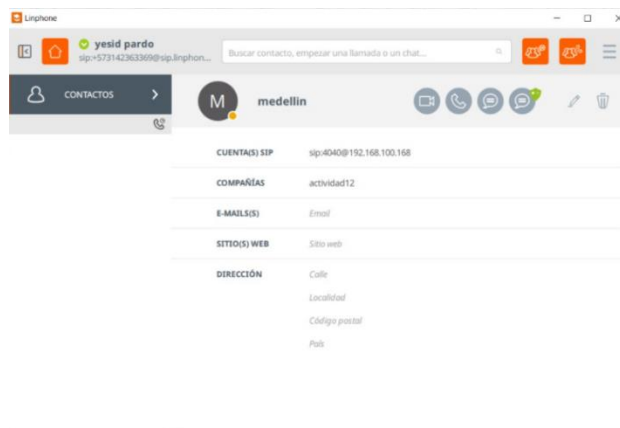 Linphone
yesid pardo
sip:+573142363369@sip.linphon...
Buscar contacto, empezar una llamada o un chat...
CONTACTOS
M
medellin
CUENTA(S) SIP sip:4040@192.168.100.168
COMPAÑÍAS actividad12
E-MAILS(S) Email
SITIO(S) WEB Sitio web
DIRECCIÓN Calle
Localidad
Código postal
País